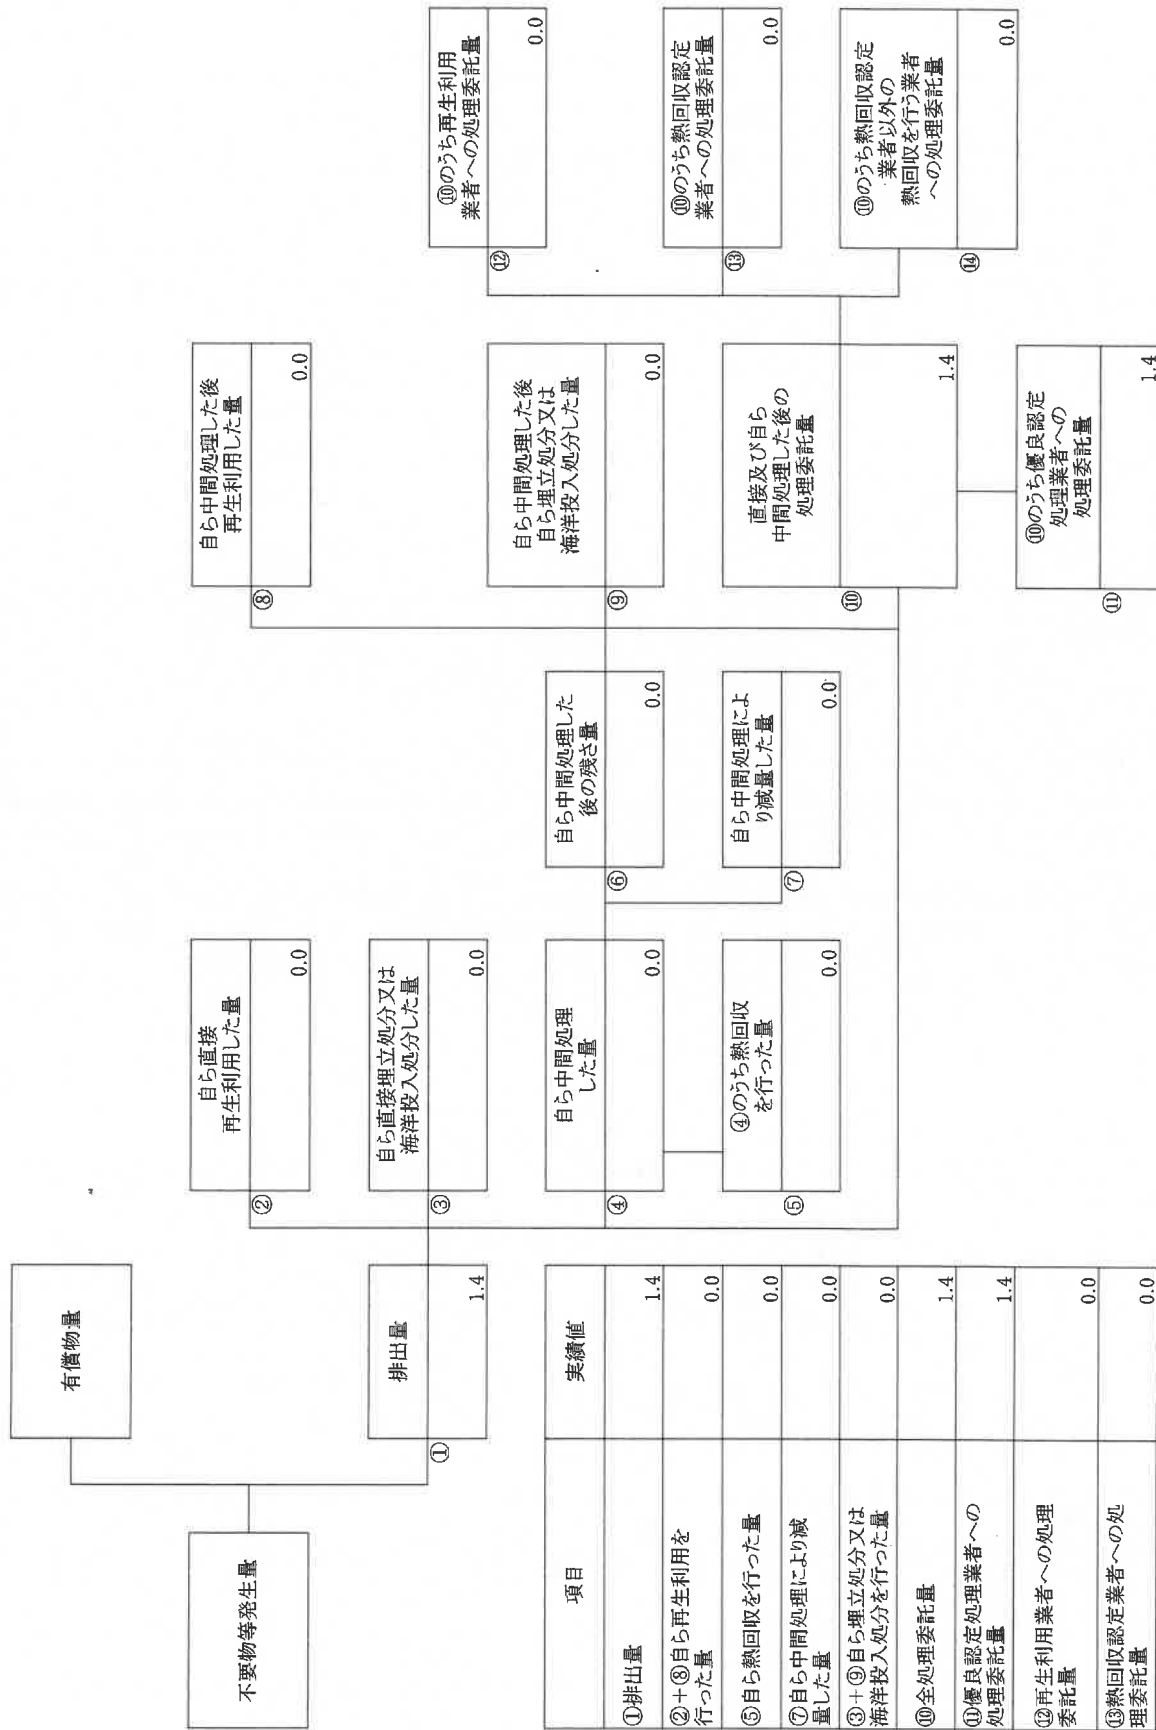 有償物量
不要物等発生量
①
排出量
1.4
②
自ら直接
再生利用した量
0.0
③
自ら直接埋立処分又は
海洋投入処分した量
0.0
④
自ら中間処理
した量
0.0
⑤
④のうち熱回収
を行った量
0.0
⑥
自ら中間処理した
後の残さ量
0.0
⑦
自ら中間処理によ
り減量した量
0.0
⑧
自ら中間処理した後
再生利用した量
0.0
⑨
自ら中間処理した後
自ら埋立処分又は
海洋投入処分した量
0.0
⑩
直接及び自ら
中間処理した後の
処理委託量
1.4
⑪
⑩のうち優良認定
処理業者への
処理委託量
1.4
⑫
⑩のうち再生利用
業者への処理委託量
0.0
⑬
⑩のうち熱回収認定
業者への処理委託量
0.0
⑭
⑩のうち熱回収認定
業者以外の
熱回収を行う業者
への処理委託量
0.0
項目 実績値
①排出量 1.4
②+⑧自ら再生利用を
行った量 0.0
⑤自ら熱回収を行った量 0.0
⑦自ら中間処理により減
量した量 0.0
③+⑨自ら埋立処分又は
海洋投入処分を行った量 0.0
⑩全処理委託量 1.4
⑪優良認定処理業者への
処理委託量 1.4
⑫再生利用業者への処理
委託量 0.0
⑬熱回収認定業者への処
理委託量 0.0